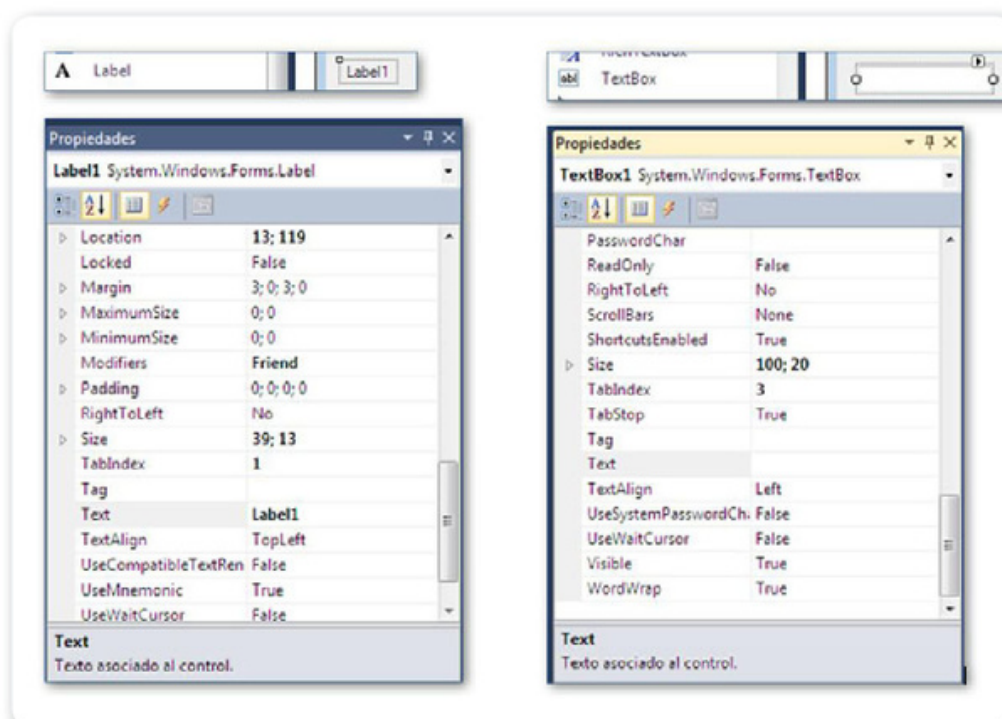 A Label
Label1
Propiedades
Label1 System.Windows.Forms.Label
Location 13; 119
Locked False
Margin 3; 0; 3; 0
MaximumSize 0; 0
MinimumSize 0; 0
Modifiers Friend
Padding 0; 0; 0; 0
RightToLeft No
Size 39; 13
TabIndex 1
Tag
Text Label1
TextAlign TopLeft
UseCompatibleTextRen False
UseMnemonic True
UseWaitCursor False
Text
Texto asociado al control.
RichTextBox
abl TextBox
Propiedades
TextBox1 System.Windows.Forms.TextBox
PasswordChar
ReadOnly False
RightToLeft No
ScrollBars None
ShortcutsEnabled True
Size 100; 20
TabIndex 3
TabStop True
Tag
Text
TextAlign Left
UseSystemPasswordCha False
UseWaitCursor False
Visible True
WordWrap True
Text
Texto asociado al control.